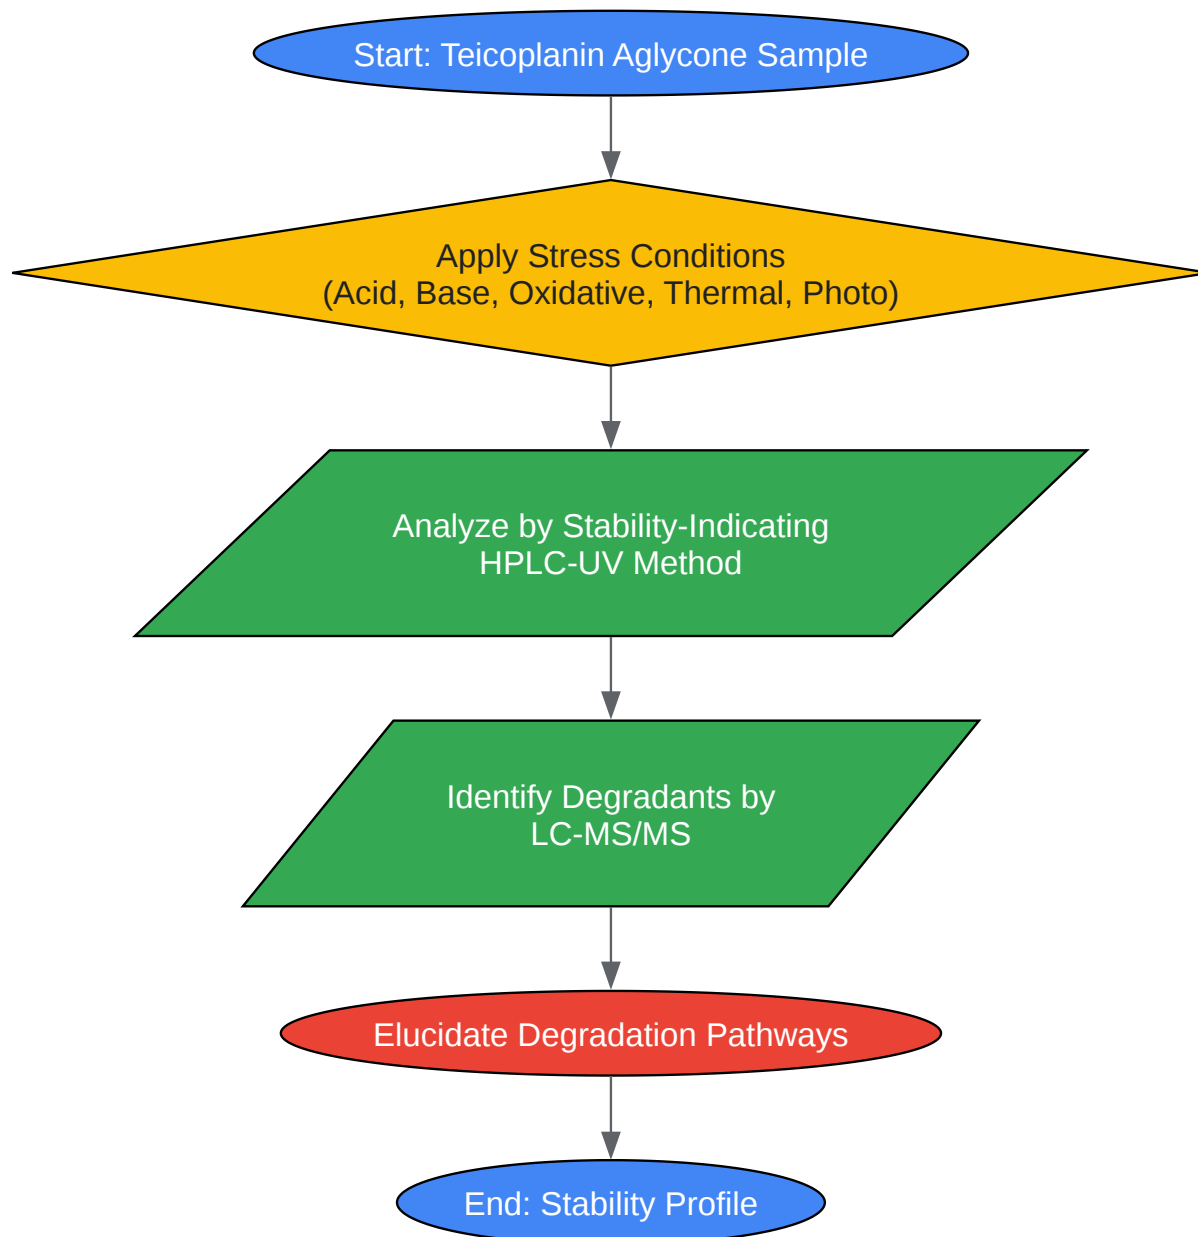 Start: Teicoplanin Aglycone Sample
Apply Stress Conditions
(Acid, Base, Oxidative, Thermal, Photo)
Analyze by Stability-Indicating
HPLC-UV Method
Identify Degradants by
LC-MS/MS
Elucidate Degradation Pathways
End: Stability Profile